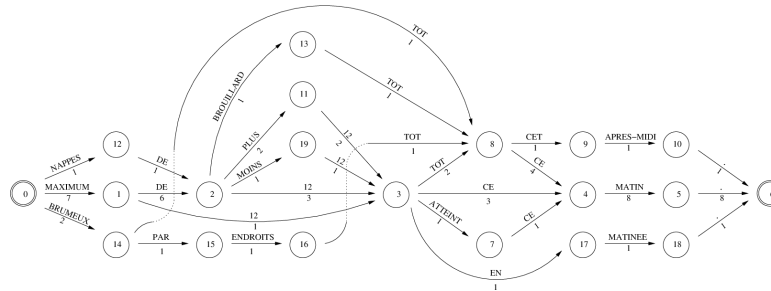 TOT
1
13
BROUILLARD
1
TOT
1
11
12
2
PLUS
2
12
NAPPES
1
DE
1
19
MOINS
1
12
1
TOT
1
8
CET
1
9
APRES-MIDI
1
10
.
1
TOT
2
CE
4
0
MAXIMUM
7
1
DE
6
2
12
3
3
CE
3
4
MATIN
8
5
.
8
6
BRUMEUX
2
12
1
ATTEINT
1
CE
1
14
PAR
1
15
ENDROITS
1
16
7
17
MATINEE
1
18
.
1
EN
1